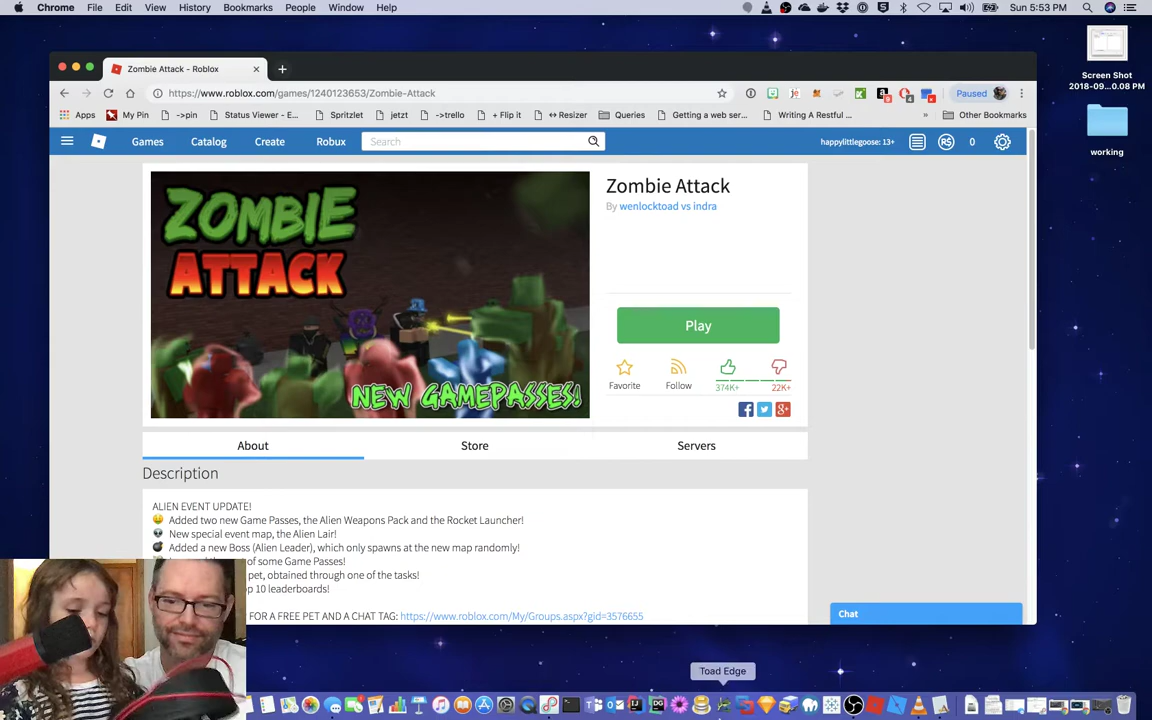 Chrome File Edit View History Bookmarks People Window Help Sun 5:53 PM
Zombie Attack - Roblox
Screen Shot
2018-09...0.08 PM
https://www.roblox.com/games/1240123653/Zombie-Attack Paused
Apps My Pin ->pin Status Viewer - E... Spritzlet jetzt ->trello + Flip it Resizer Queries Getting a web ser... Writing A Restful ... » Other Bookmarks
working
Games Catalog Create Robux Search happylittlegoose: 13+ R$ 0
ZOMBIE
ATTACK
NEW GAMEPASSES!
Zombie Attack
By wenlocktoad vs indra
Play
Favorite Follow 374K+ 22K+
About Store Servers
Description
ALIEN EVENT UPDATE!
Added two new Game Passes, the Alien Weapons Pack and the Rocket Launcher!
New special event map, the Alien Lair!
Added a new Boss (Alien Leader), which only spawns at the new map randomly!
of some Game Passes!
pet, obtained through one of the tasks!
10 leaderboards!
FOR A FREE PET AND A CHAT TAG: https://www.roblox.com/My/Groups.aspx?gid=3576655
Chat
Toad Edge